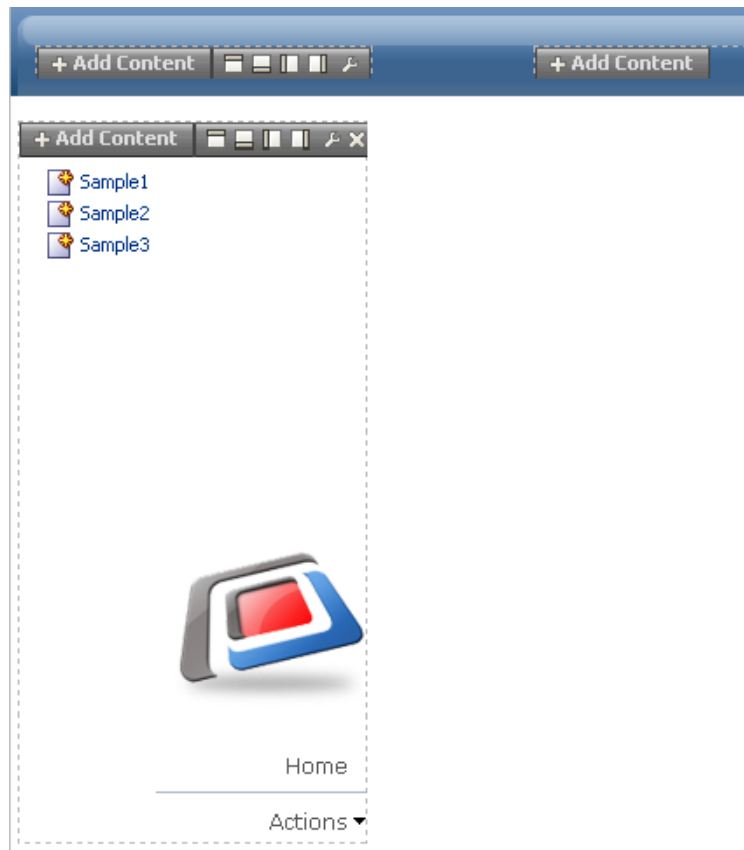 + Add Content
+ Add Content
+ Add Content
Sample1
Sample2
Sample3
Home
Actions